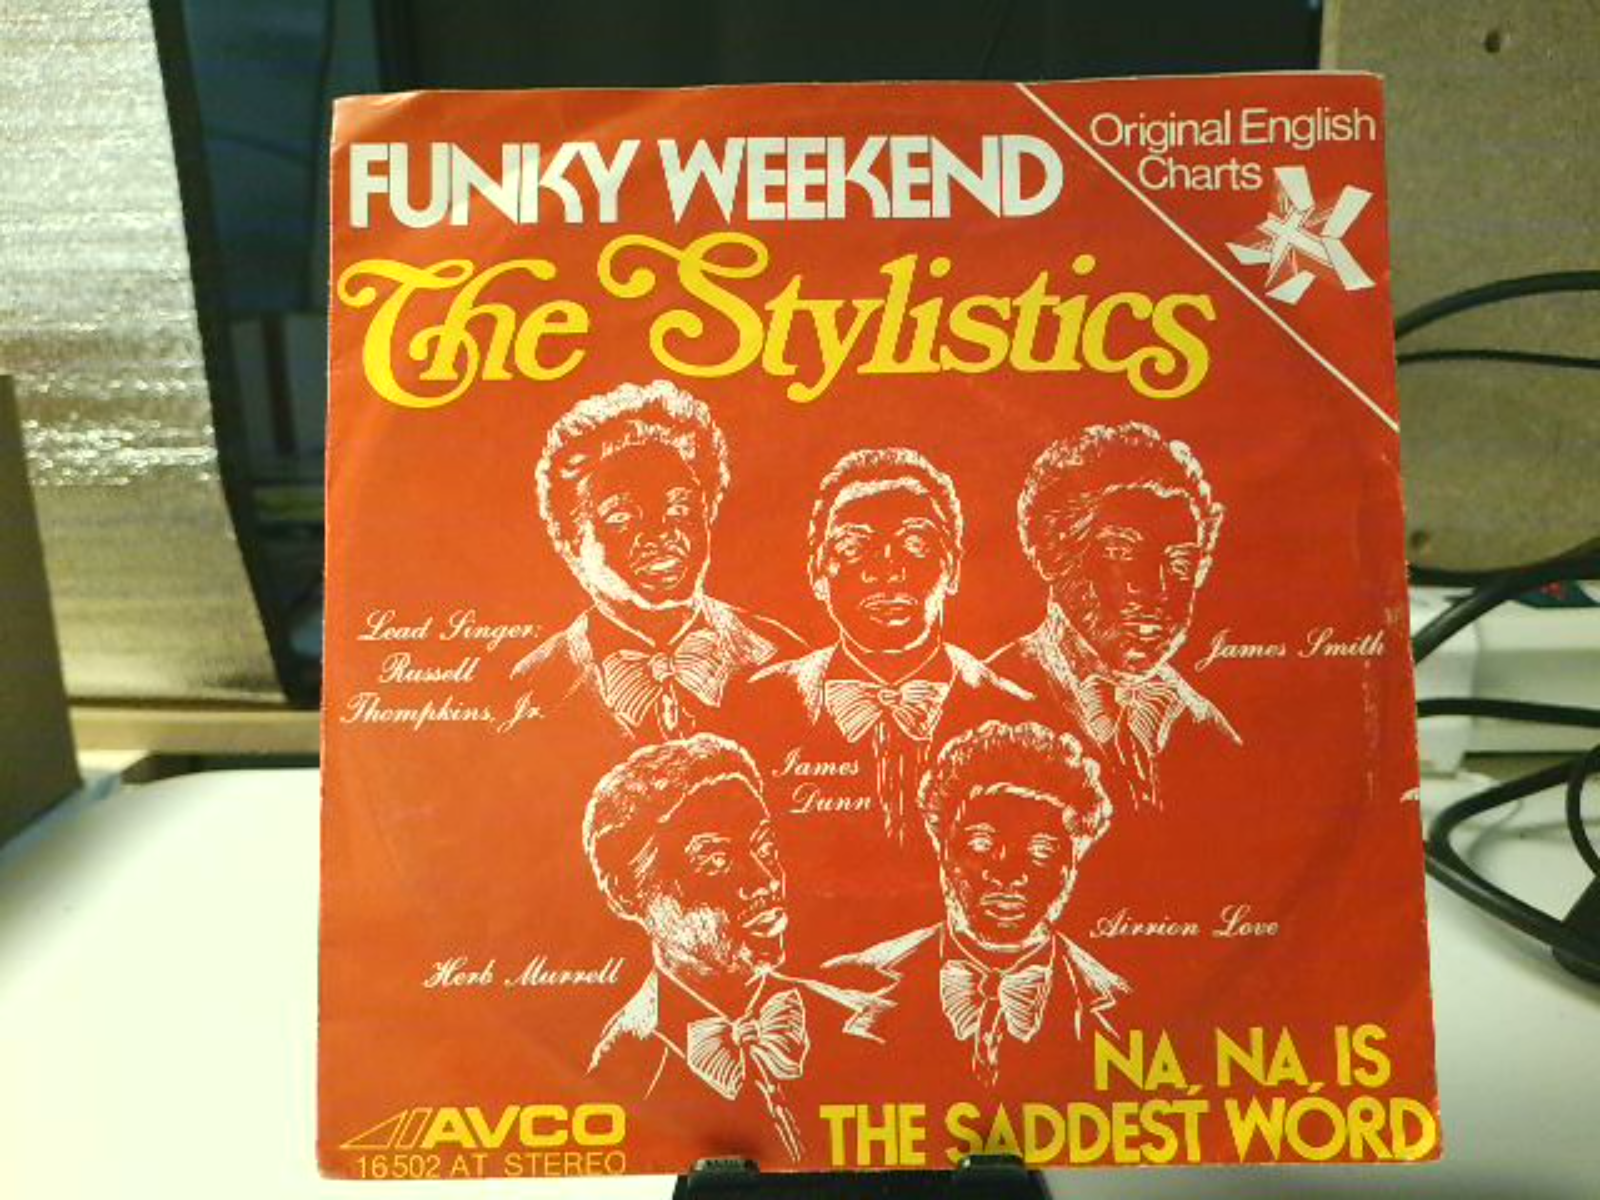 FUNKY WEEKEND
Original English
Charts
The Stylistics
Lead Singer:
Russell
Thompkins, Jr.
James Smith
James
Dunn
Airrion Love
Herb Murrell
NA, NA, IS
THE SADDEST WORD
AVCO
16 502 AT STEREO